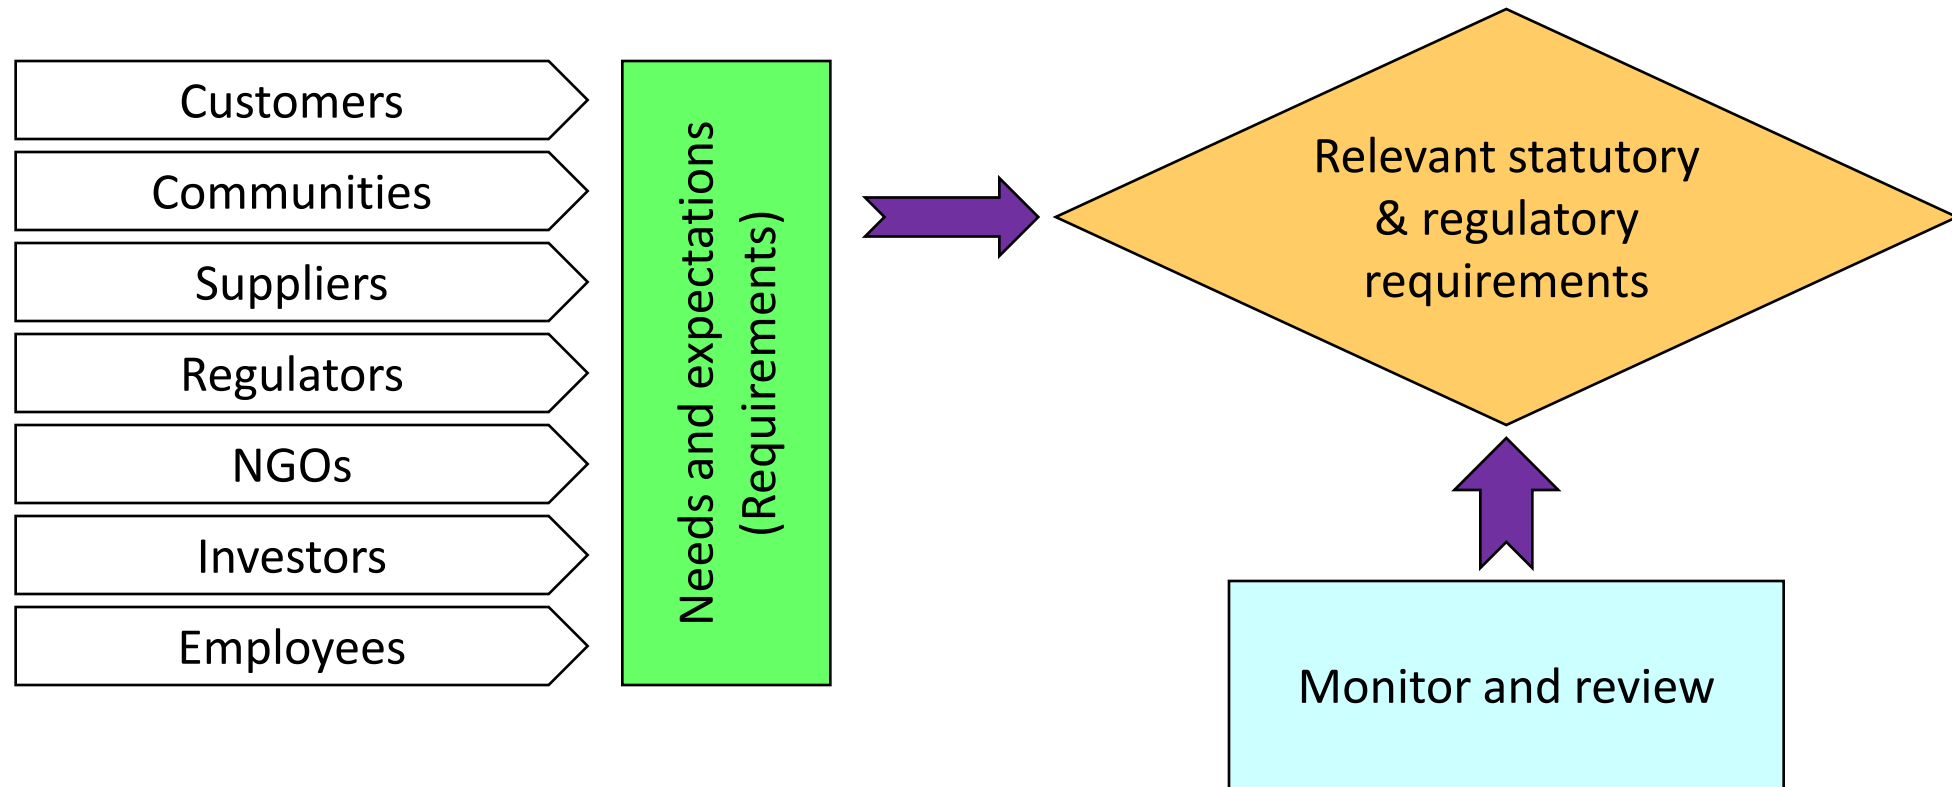 Customers
Communities
Suppliers
Regulators
NGOs
Investors
Employees
Needs and expectations
(Requirements)
Relevant statutory
& regulatory
requirements
Monitor and review